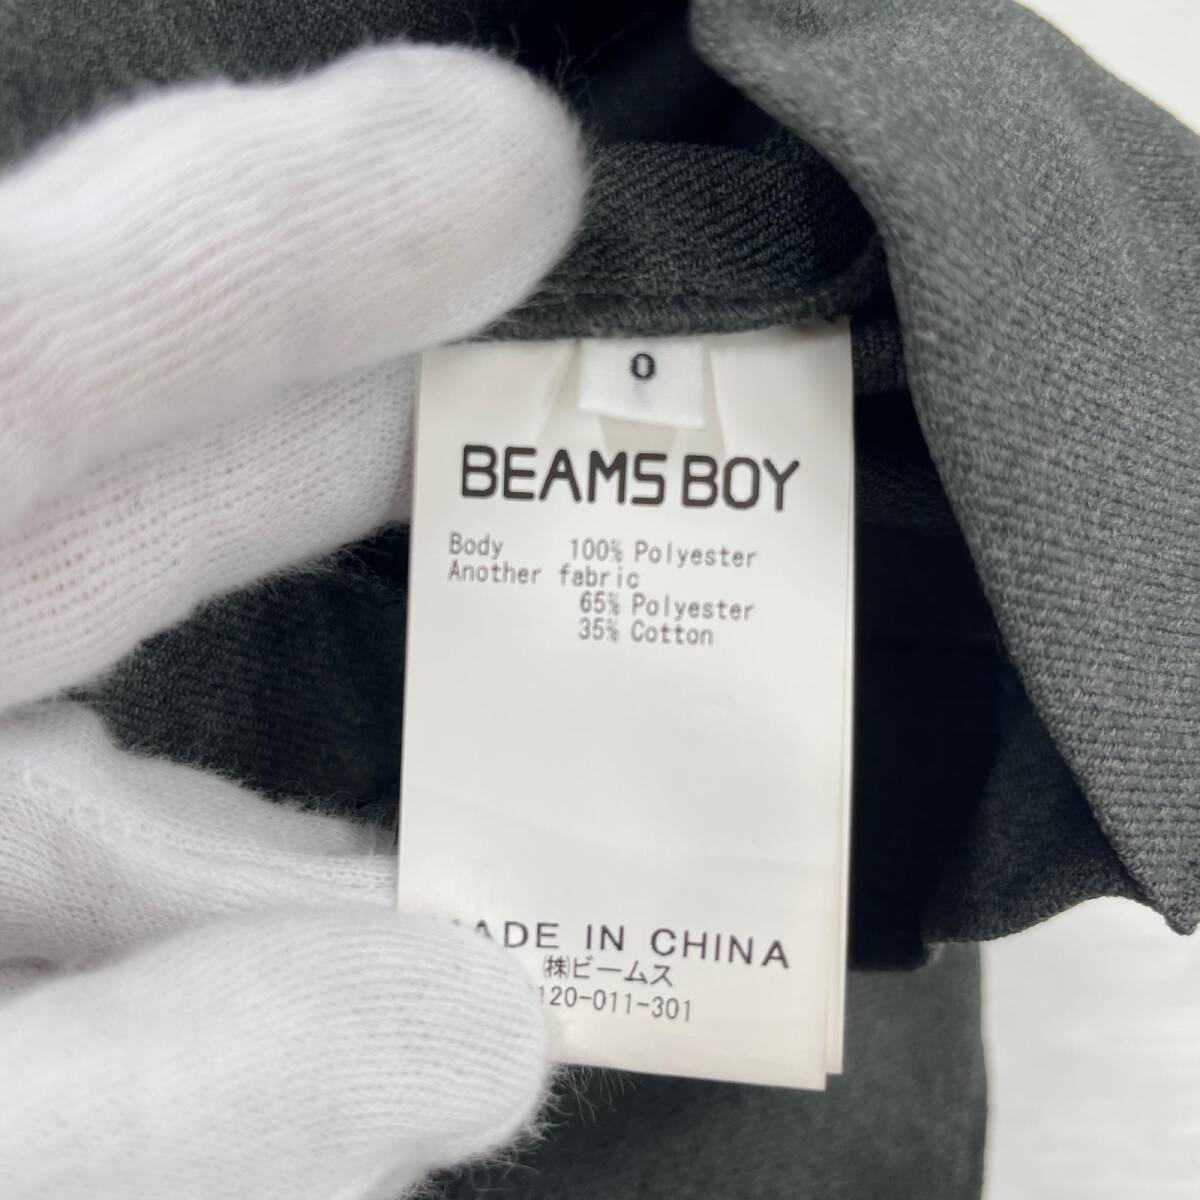 0
BEAMS BOY
Body 100% Polyester
Another fabric
65% Polyester
35% Cotton
MADE IN CHINA
㈱ビームス
120-011-301